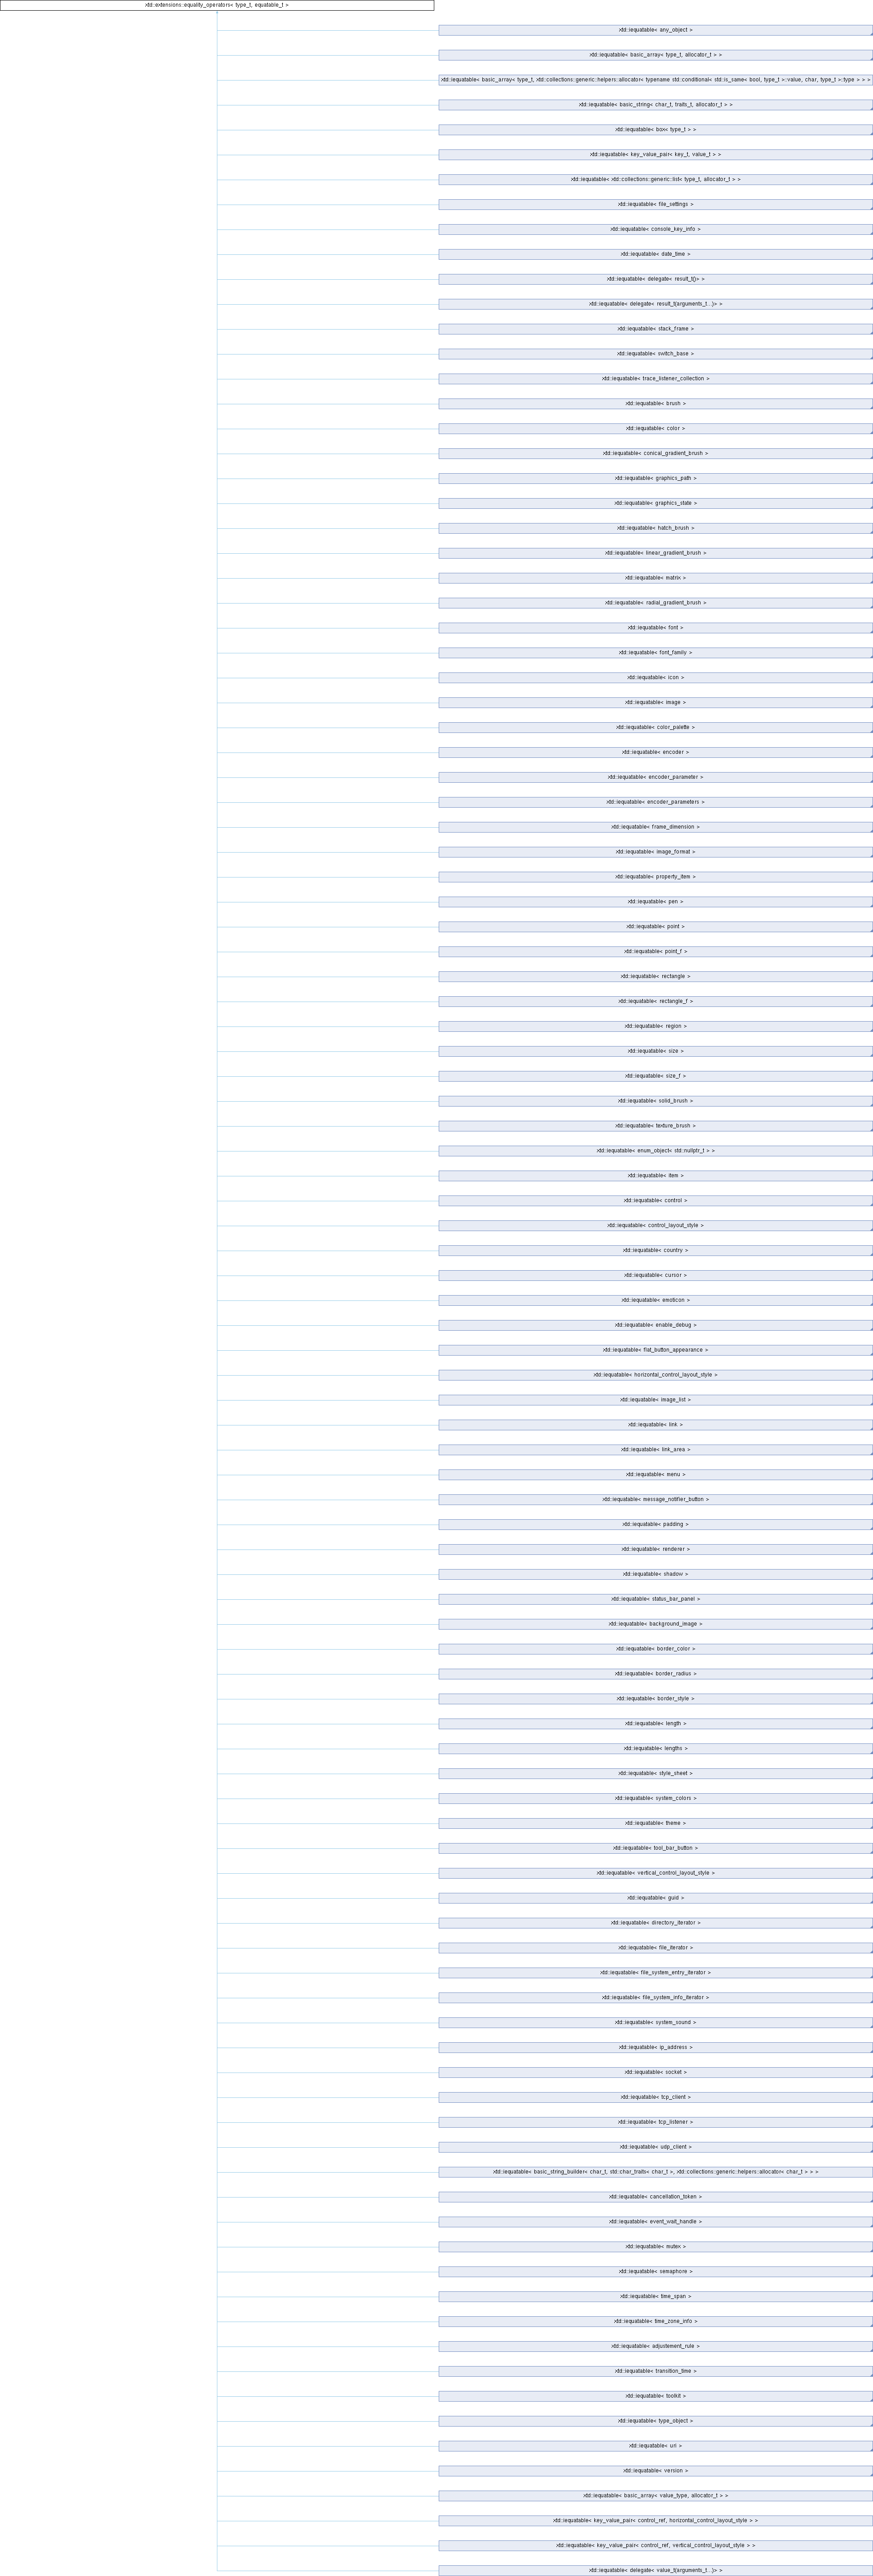 xtd::extensions::equality_operators< type_t, equatable_t >
xtd::iequatable< any_object >
xtd::iequatable< basic_array< type_t, allocator_t > >
xtd::iequatable< basic_array< type_t, xtd::collections::generic::helpers::allocator< typename std::conditional< std::is_same< bool, type_t >::value, char, type_t >::type > > >
xtd::iequatable< basic_string< char_t, traits_t, allocator_t > >
xtd::iequatable< box< type_t > >
xtd::iequatable< key_value_pair< key_t, value_t > >
xtd::iequatable< xtd::collections::generic::list< type_t, allocator_t > >
xtd::iequatable< file_settings >
xtd::iequatable< console_key_info >
xtd::iequatable< date_time >
xtd::iequatable< delegate< result_t()> >
xtd::iequatable< delegate< result_t(arguments_t...)> >
xtd::iequatable< stack_frame >
xtd::iequatable< switch_base >
xtd::iequatable< trace_listener_collection >
xtd::iequatable< brush >
xtd::iequatable< color >
xtd::iequatable< conical_gradient_brush >
xtd::iequatable< graphics_path >
xtd::iequatable< graphics_state >
xtd::iequatable< hatch_brush >
xtd::iequatable< linear_gradient_brush >
xtd::iequatable< matrix >
xtd::iequatable< radial_gradient_brush >
xtd::iequatable< font >
xtd::iequatable< font_family >
xtd::iequatable< icon >
xtd::iequatable< image >
xtd::iequatable< color_palette >
xtd::iequatable< encoder >
xtd::iequatable< encoder_parameter >
xtd::iequatable< encoder_parameters >
xtd::iequatable< frame_dimension >
xtd::iequatable< image_format >
xtd::iequatable< property_item >
xtd::iequatable< pen >
xtd::iequatable< point >
xtd::iequatable< point_f >
xtd::iequatable< rectangle >
xtd::iequatable< rectangle_f >
xtd::iequatable< region >
xtd::iequatable< size >
xtd::iequatable< size_f >
xtd::iequatable< solid_brush >
xtd::iequatable< texture_brush >
xtd::iequatable< enum_object< std::nullptr_t > >
xtd::iequatable< item >
xtd::iequatable< control >
xtd::iequatable< control_layout_style >
xtd::iequatable< country >
xtd::iequatable< cursor >
xtd::iequatable< emoticon >
xtd::iequatable< enable_debug >
xtd::iequatable< flat_button_appearance >
xtd::iequatable< horizontal_control_layout_style >
xtd::iequatable< image_list >
xtd::iequatable< link >
xtd::iequatable< link_area >
xtd::iequatable< menu >
xtd::iequatable< message_notifier_button >
xtd::iequatable< padding >
xtd::iequatable< renderer >
xtd::iequatable< shadow >
xtd::iequatable< status_bar_panel >
xtd::iequatable< background_image >
xtd::iequatable< border_color >
xtd::iequatable< border_radius >
xtd::iequatable< border_style >
xtd::iequatable< length >
xtd::iequatable< lengths >
xtd::iequatable< style_sheet >
xtd::iequatable< system_colors >
xtd::iequatable< theme >
xtd::iequatable< tool_bar_button >
xtd::iequatable< vertical_control_layout_style >
xtd::iequatable< guid >
xtd::iequatable< directory_iterator >
xtd::iequatable< file_iterator >
xtd::iequatable< file_system_entry_iterator >
xtd::iequatable< file_system_info_iterator >
xtd::iequatable< system_sound >
xtd::iequatable< ip_address >
xtd::iequatable< socket >
xtd::iequatable< tcp_client >
xtd::iequatable< tcp_listener >
xtd::iequatable< udp_client >
xtd::iequatable< basic_string_builder< char_t, std::char_traits< char_t >, xtd::collections::generic::helpers::allocator< char_t > > >
xtd::iequatable< cancellation_token >
xtd::iequatable< event_wait_handle >
xtd::iequatable< mutex >
xtd::iequatable< semaphore >
xtd::iequatable< time_span >
xtd::iequatable< time_zone_info >
xtd::iequatable< adjustement_rule >
xtd::iequatable< transition_time >
xtd::iequatable< toolkit >
xtd::iequatable< type_object >
xtd::iequatable< uri >
xtd::iequatable< version >
xtd::iequatable< basic_array< value_type, allocator_t > >
xtd::iequatable< key_value_pair< control_ref, horizontal_control_layout_style > >
xtd::iequatable< key_value_pair< control_ref, vertical_control_layout_style > >
xtd::iequatable< delegate< value_t(arguments_t...)> >